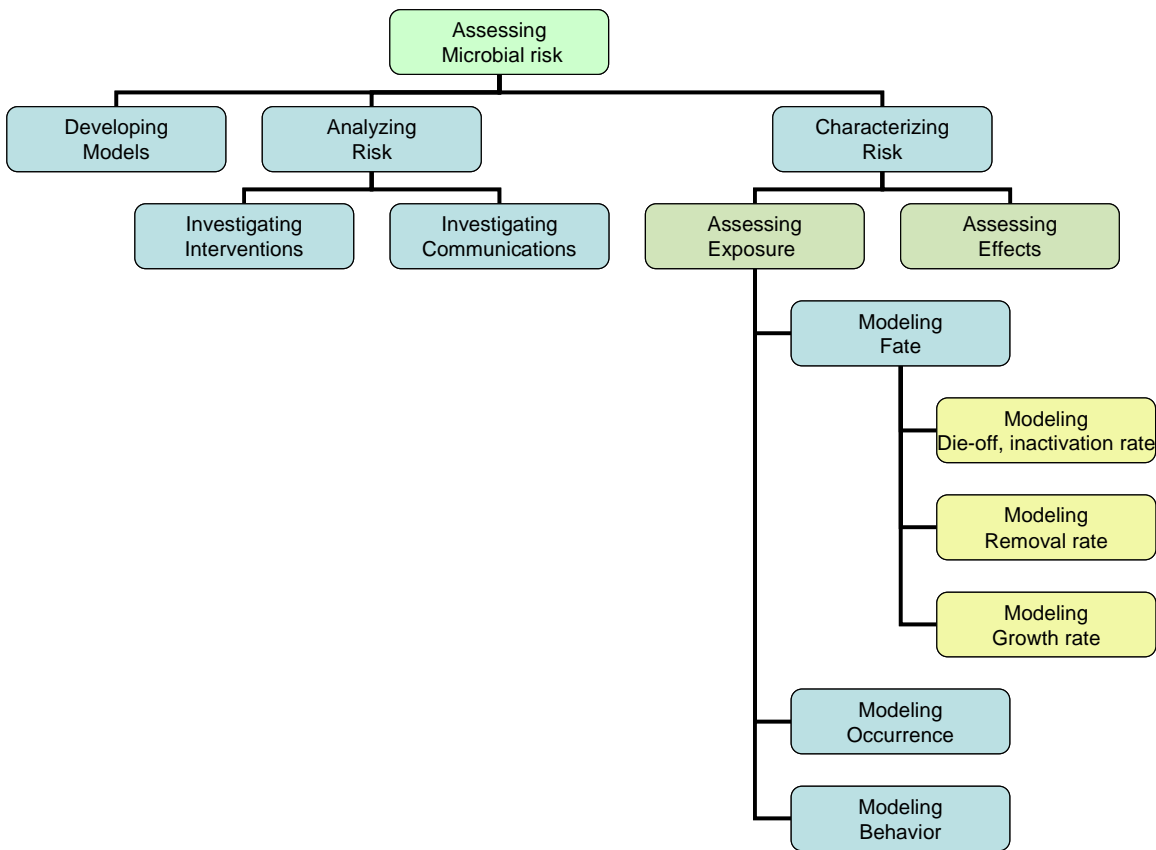 Assessing
Microbial risk
Developing
Models
Analyzing
Risk
Characterizing
Risk
Investigating
Interventions
Investigating
Communications
Assessing
Exposure
Assessing
Effects
Modeling
Fate
Modeling
Die-off, inactivation rate
Modeling
Removal rate
Modeling
Growth rate
Modeling
Occurrence
Modeling
Behavior